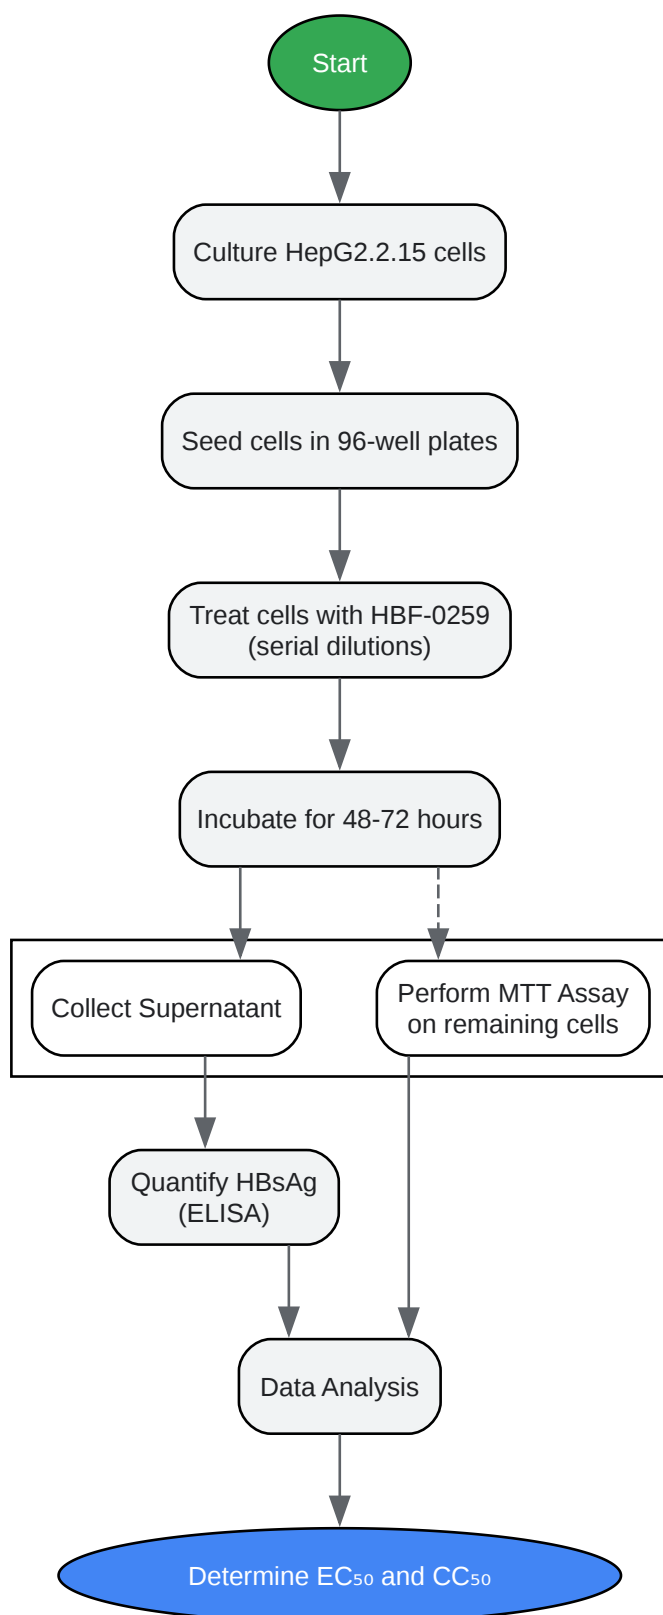 Start
Culture HepG2.2.15 cells
Seed cells in 96-well plates
Treat cells with HBF-0259
(serial dilutions)
Incubate for 48-72 hours
Collect Supernatant
Perform MTT Assay
on remaining cells
Quantify HBsAg
(ELISA)
Data Analysis
Determine EC₅₀ and CC₅₀